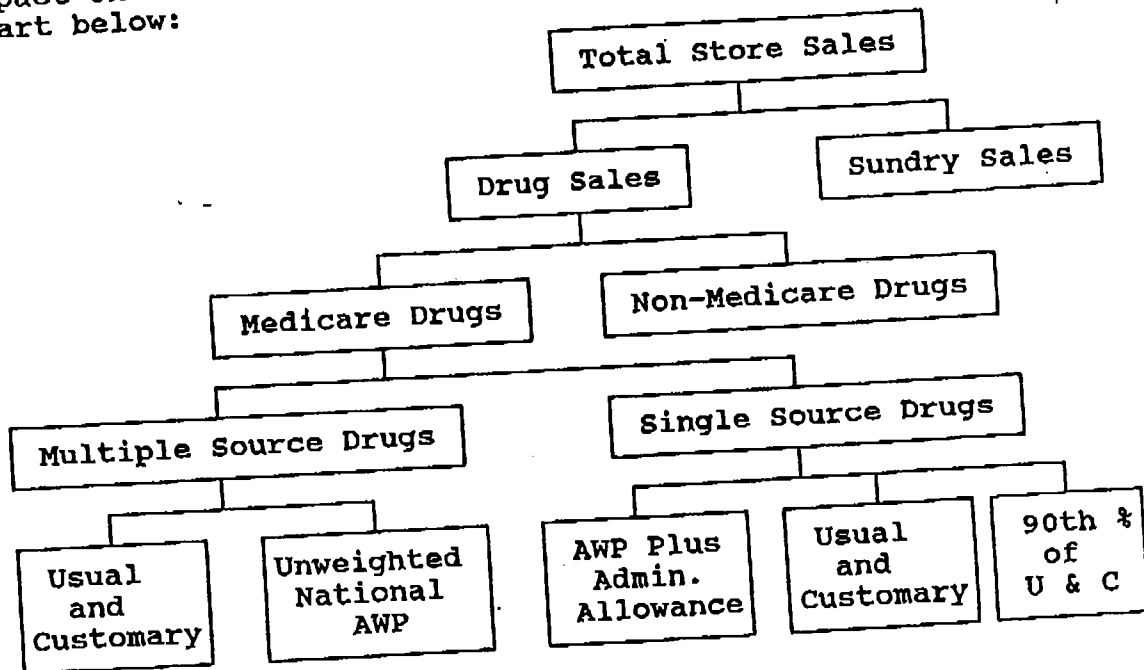 art below:
Total Store Sales
Drug Sales
Sundry Sales
Medicare Drugs
Non-Medicare Drugs
Multiple Source Drugs
Single Source Drugs
Usual
and
Customary
Unweighted
National
AWP
AWP Plus
Admin.
Allowance
Usual
and
Customary
90th %
of
U & C